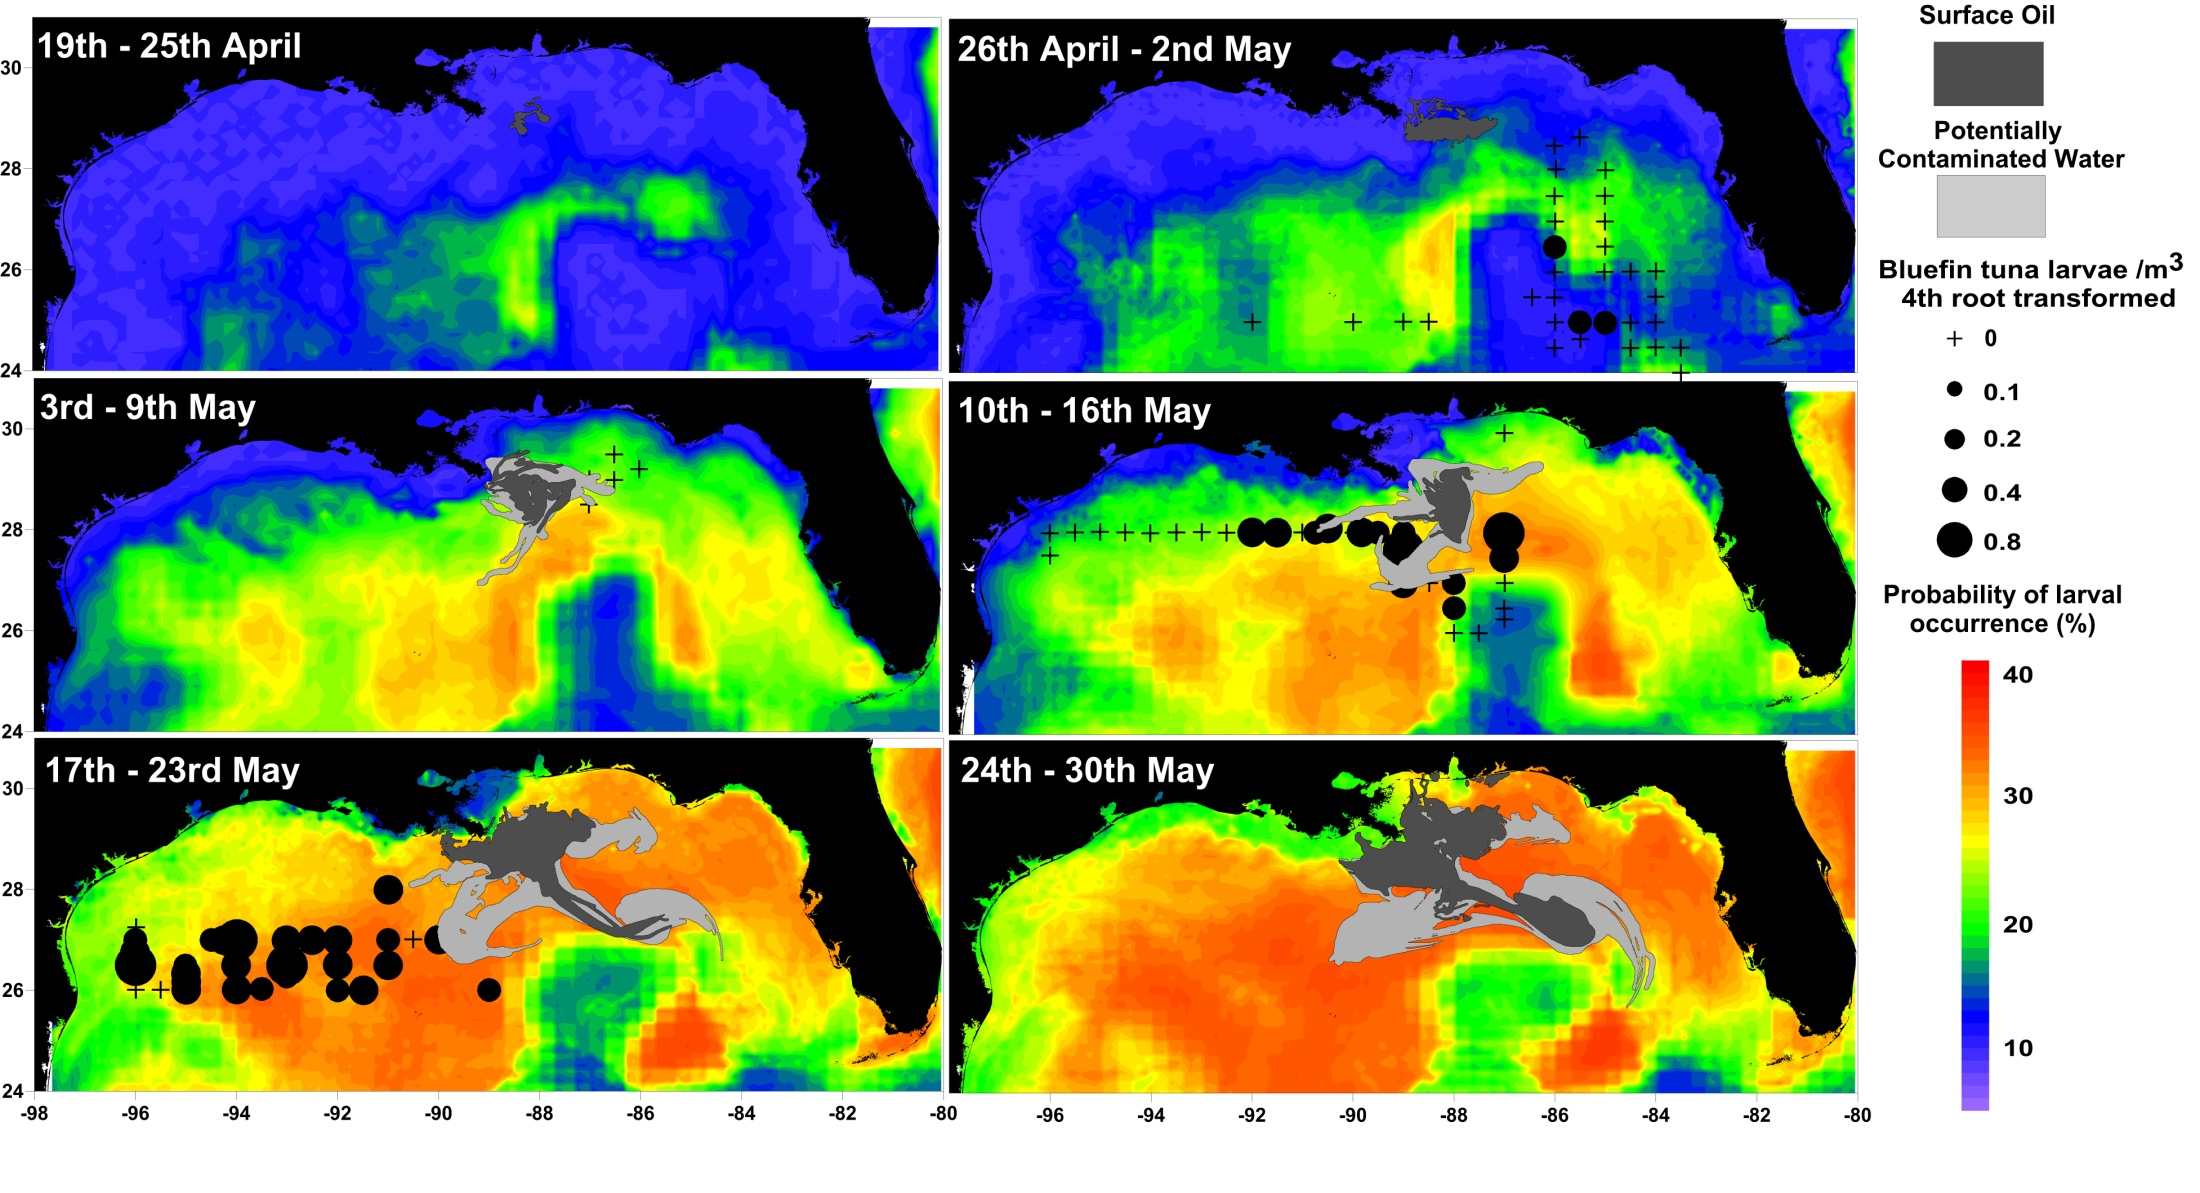 19th - 25th April
26th April - 2nd May
3rd - 9th May
10th - 16th May
17th - 23rd May
24th - 30th May
30
28
26
24
30
28
26
24
30
28
26
24
-98 -96 -94 -92 -90 -88 -86 -84 -82 -80
-96 -94 -92 -90 -88 -86 -84 -82 -80
Surface Oil
Potentially
Contaminated Water
Bluefin tuna larvae /m3
4th root transformed
0
0.1
0.2
0.4
0.8
Probability of larval
occurrence (%)
40
30
20
10